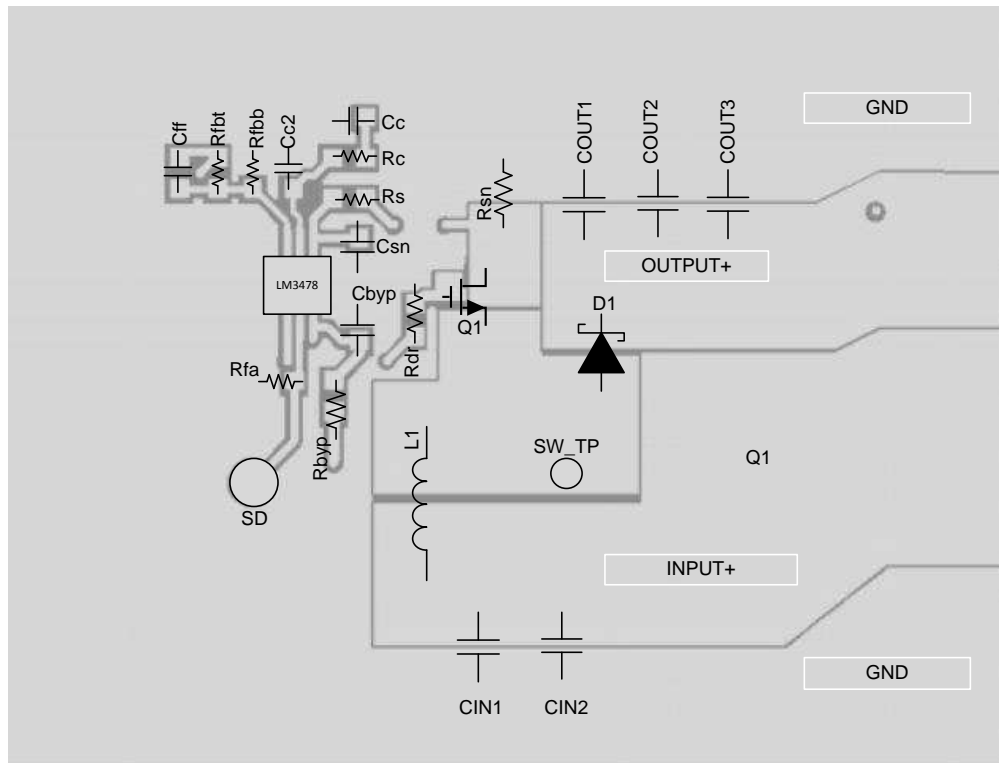 GND
Cff
Rfbt
Rfbb
Cc2
Cc
Rc
Rs
Rsn
COUT1
COUT2
COUT3
Csn
OUTPUT+
LM3478
Cbyp
Q1
D1
Rdr
Rfa
Rbyp
L1
SW_TP
Q1
SD
INPUT+
GND
CIN1
CIN2